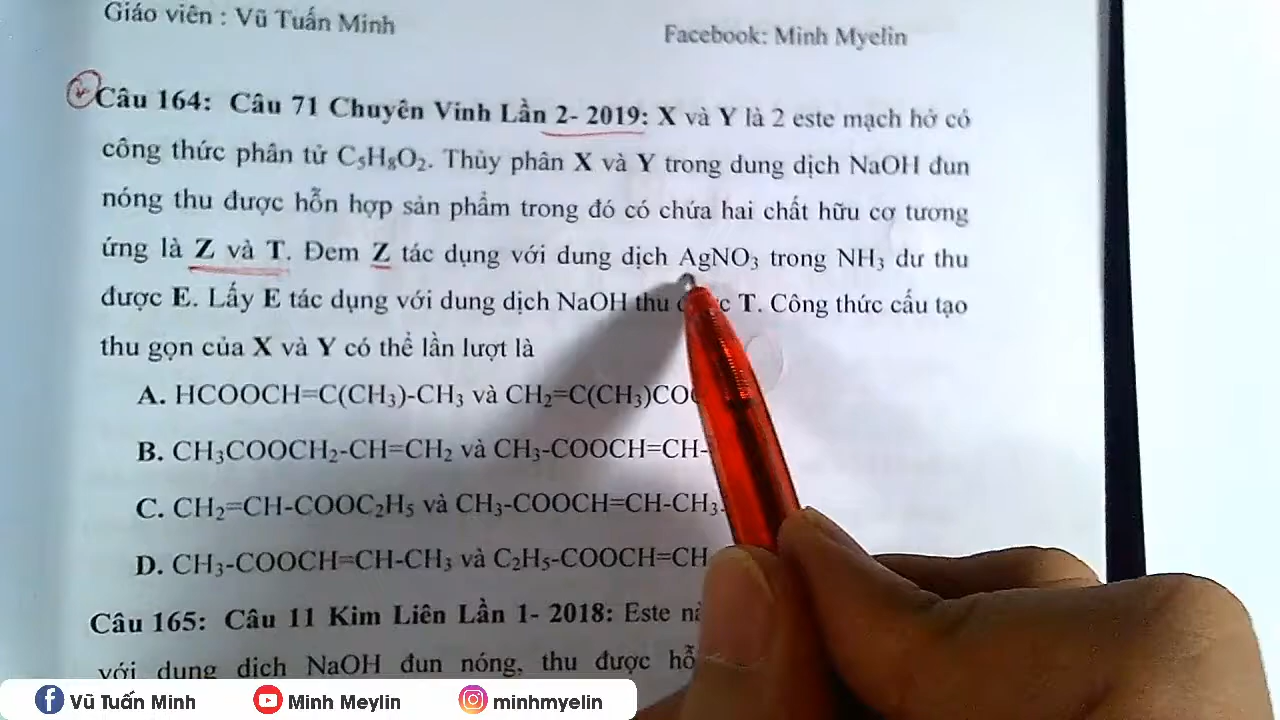 Giáo viên : Vũ Tuấn Minh
Facebook: Minh Myelin
Câu 164: Câu 71 Chuyên Vinh Lần 2- 2019: X và Y là 2 este mạch hở có
công thức phân tử C₅H₈O₂. Thủy phân X và Y trong dung dịch NaOH đun
nóng thu được hỗn hợp sản phẩm trong đó có chứa hai chất hữu cơ tương
ứng là Z và T. Đem Z tác dụng với dung dịch AgNO₃ trong NH₃ dư thu
được E. Lấy E tác dụng với dung dịch NaOH thu T. Công thức cấu tạo
thu gọn của X và Y có thể lần lượt là
A. HCOOCH=C(CH₃)-CH₃ và CH₂=C(CH₃)CO
B. CH₃COOCH₂-CH=CH₂ và CH₃-COOCH=CH-
C. CH₂=CH-COOC₂H₅ và CH₃-COOCH=CH-CH₃.
D. CH₃-COOCH=CH-CH₃ và C₂H₅-COOCH=CH
Câu 165: Câu 11 Kim Liên Lần 1- 2018: Este
với dung dịch NaOH đun nóng, thu được
Vũ Tuấn Minh
Minh Meylin
minhmyelin